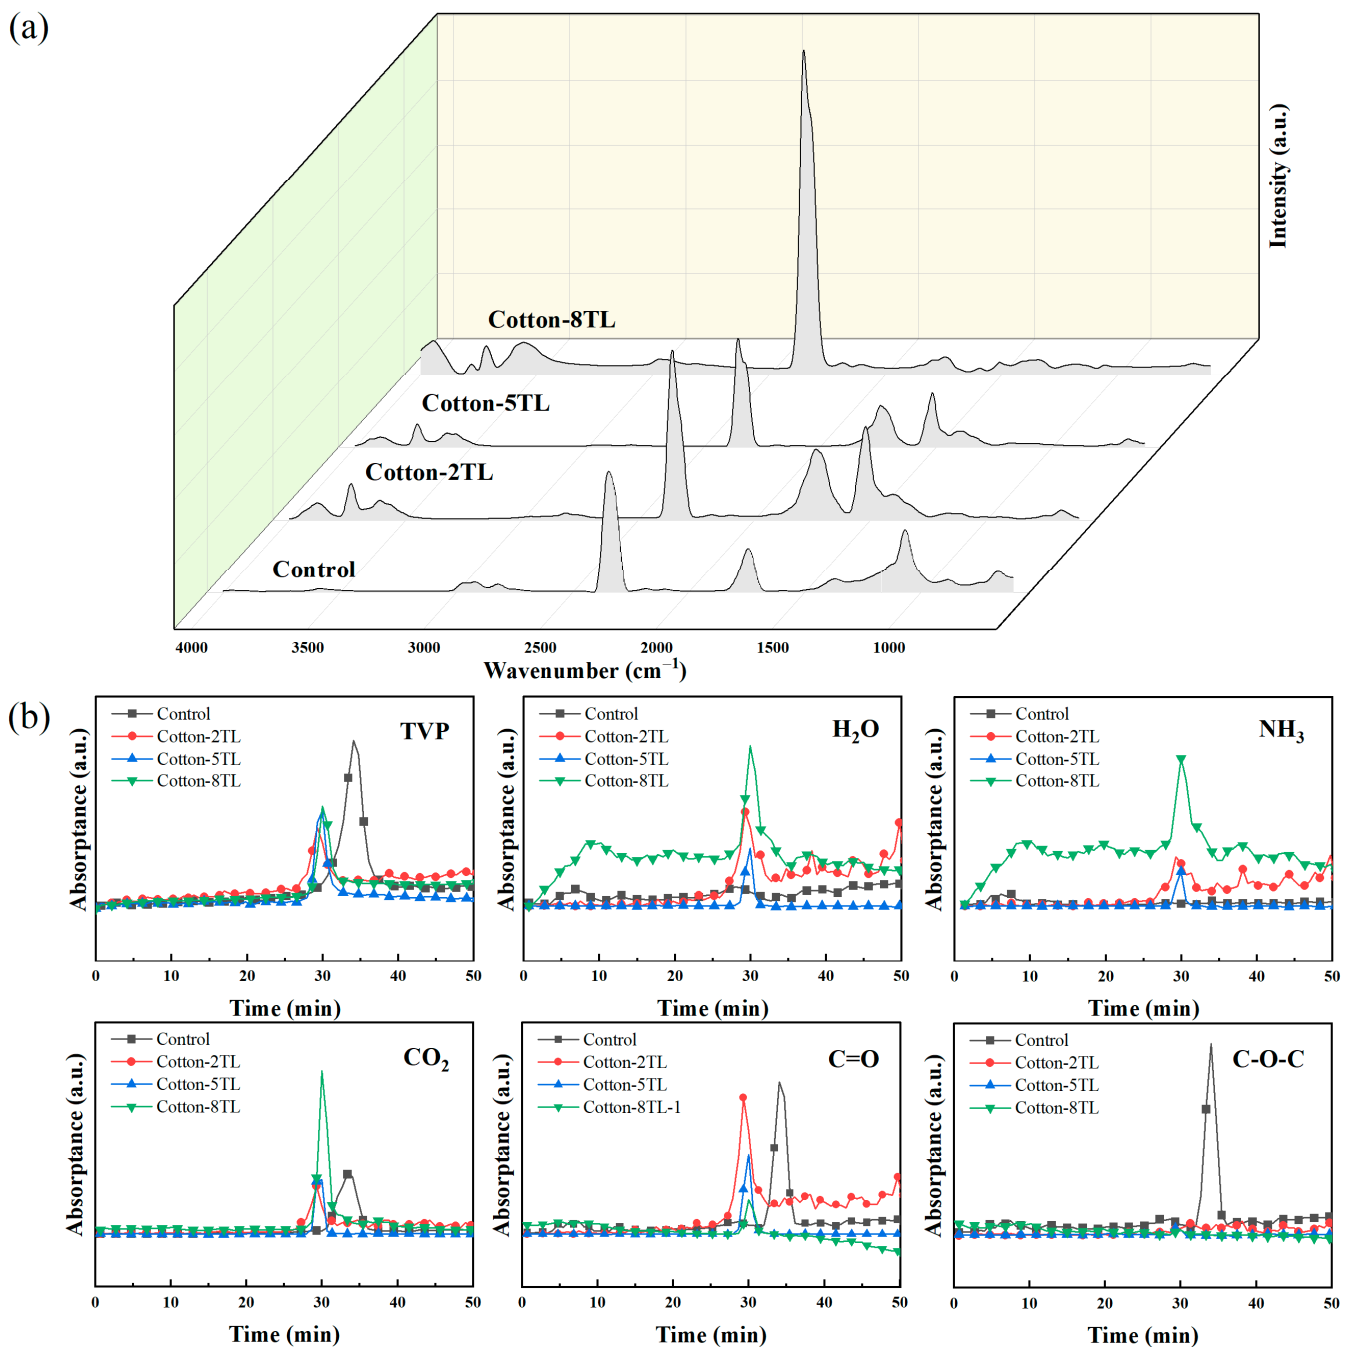 (a)
Intensity (a.u.)
Cotton-8TL
Cotton-5TL
Cotton-2TL
Control
4000 3500 3000 2500 2000 1500 1000
Wavenumber (cm⁻¹)
(b)
Control
Cotton-2TL
Cotton-5TL
Cotton-8TL
TVP
Absorptance (a.u.)
0 10 20 30 40 50
Time (min)
Control
Cotton-2TL
Cotton-5TL
Cotton-8TL
H₂O
Absorptance (a.u.)
0 10 20 30 40 50
Time (min)
Control
Cotton-2TL
Cotton-5TL
Cotton-8TL
NH₃
Absorptance (a.u.)
0 10 20 30 40 50
Time (min)
Control
Cotton-2TL
Cotton-5TL
Cotton-8TL
CO₂
Absorptance (a.u.)
0 10 20 30 40 50
Time (min)
Control
Cotton-2TL
Cotton-5TL
Cotton-8TL-1
C=O
Absorptance (a.u.)
0 10 20 30 40 50
Time (min)
Control
Cotton-2TL
Cotton-5TL
Cotton-8TL
C-O-C
Absorptance (a.u.)
0 10 20 30 40 50
Time (min)